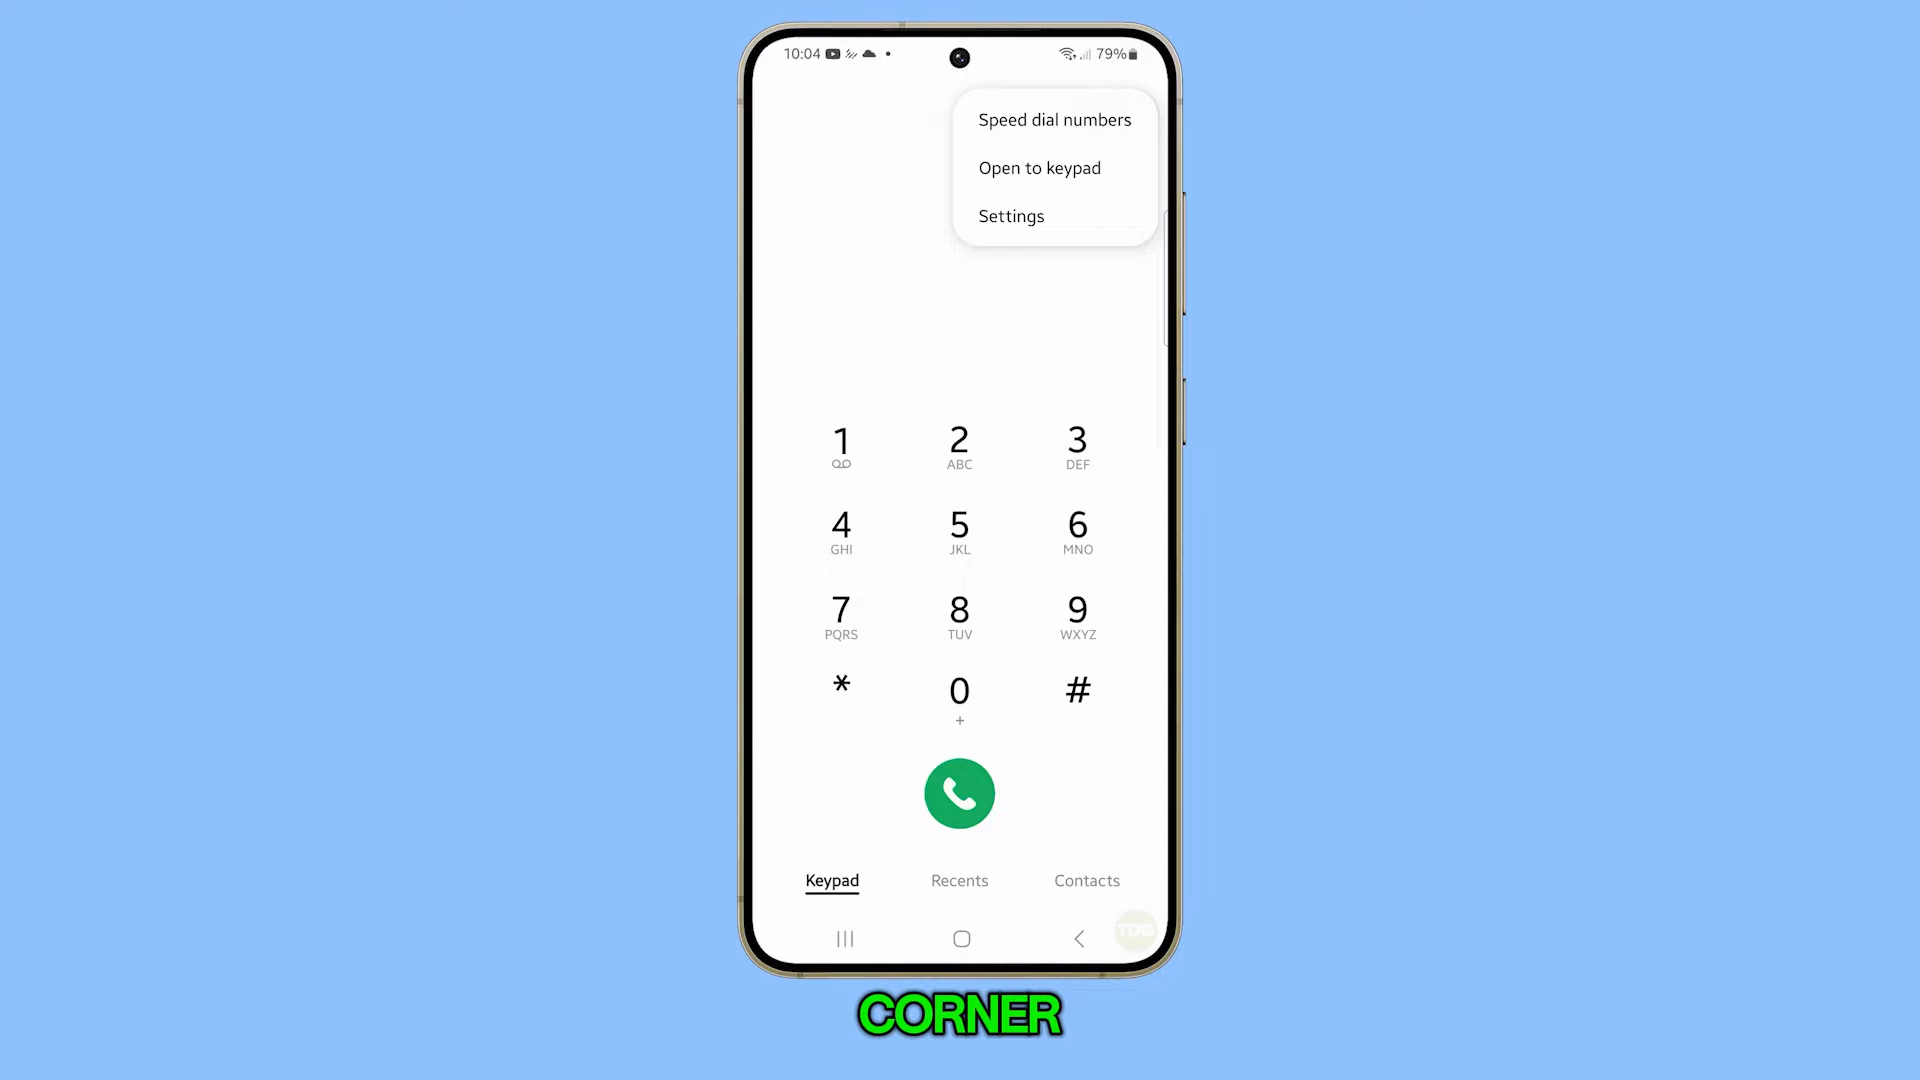 10:04
79%
Speed dial numbers
Open to keypad
Settings
1 2 3
ABC DEF
4 5 6
GHI JKL MNO
7 8 9
PQRS TUV WXYZ
* 0 #
+
Keypad Recents Contacts
CORNER